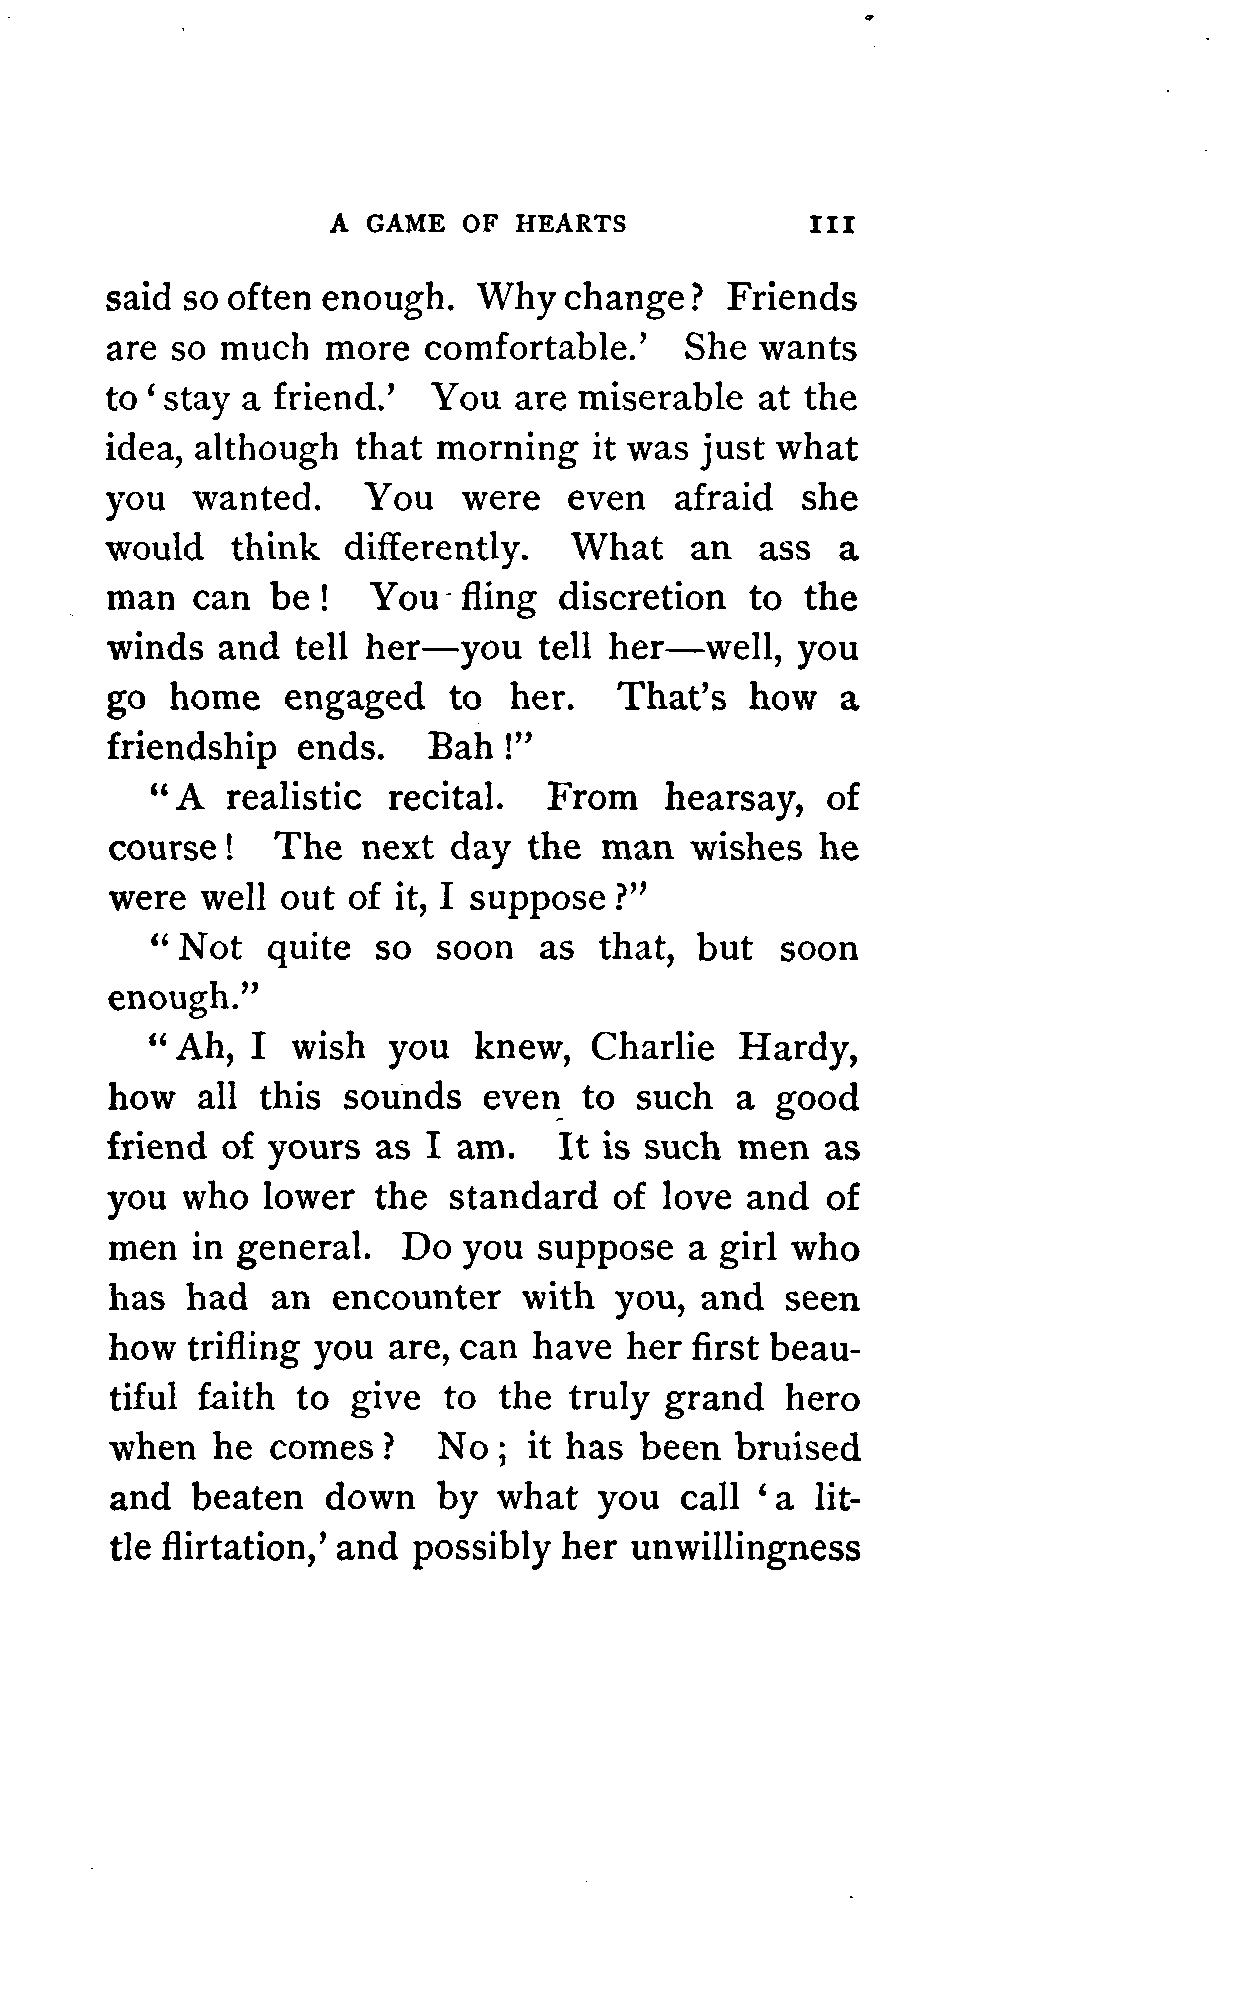 A GAME OF HEARTS 111
said so often enough. Why change? Friends
are so much more comfortable.' She wants
to 'stay a friend.' You are miserable at the
idea, although that morning it was just what
you wanted. You were even afraid she
would think differently. What an ass a
man can be! You fling discretion to the
winds and tell her—you tell her—well, you
go home engaged to her. That's how a
friendship ends. Bah!"
"A realistic recital. From hearsay, of
course! The next day the man wishes he
were well out of it, I suppose?"
"Not quite so soon as that, but soon
enough."
"Ah, I wish you knew, Charlie Hardy,
how all this sounds even to such a good
friend of yours as I am. It is such men as
you who lower the standard of love and of
men in general. Do you suppose a girl who
has had an encounter with you, and seen
how trifling you are, can have her first beau-
tiful faith to give to the truly grand hero
when he comes? No; it has been bruised
and beaten down by what you call 'a lit-
tle flirtation,' and possibly her unwillingness